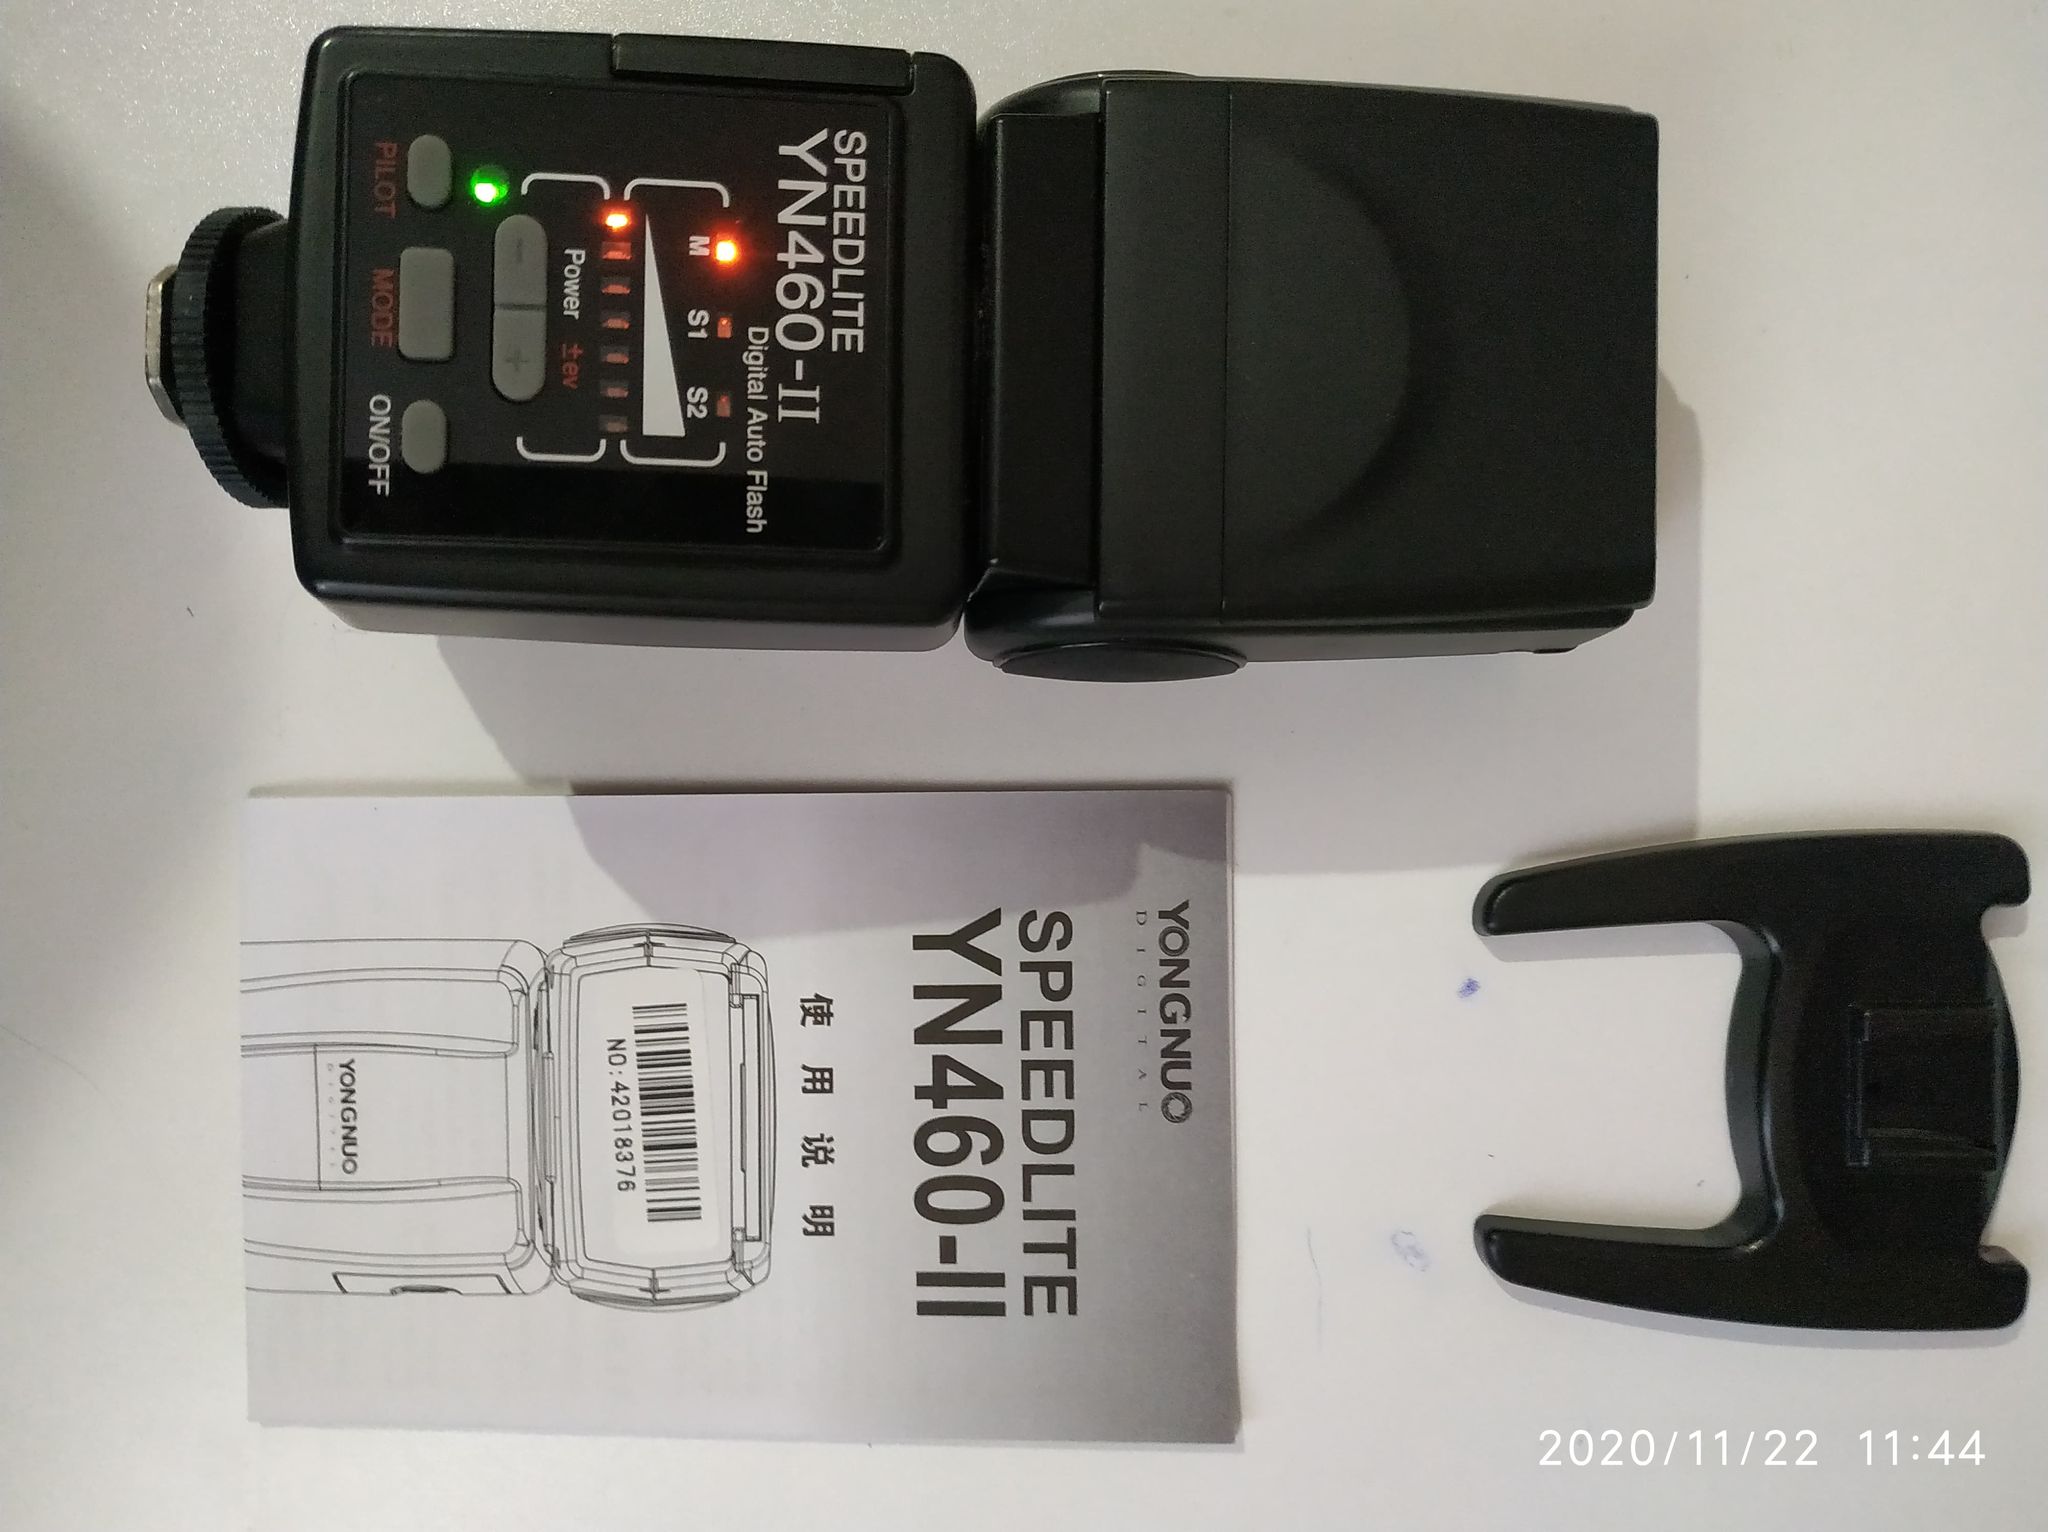 SPEEDLITE
YN460-II
Digital Auto Flash
M S1 S2
Power ±ev
- +
PILOT MODE ON/OFF
YONGNUO
DIGITAL
SPEEDLITE
YN460-II
使用说明
NO:42018376
YONGNUO
DIGITAL
2020/11/22 11:44